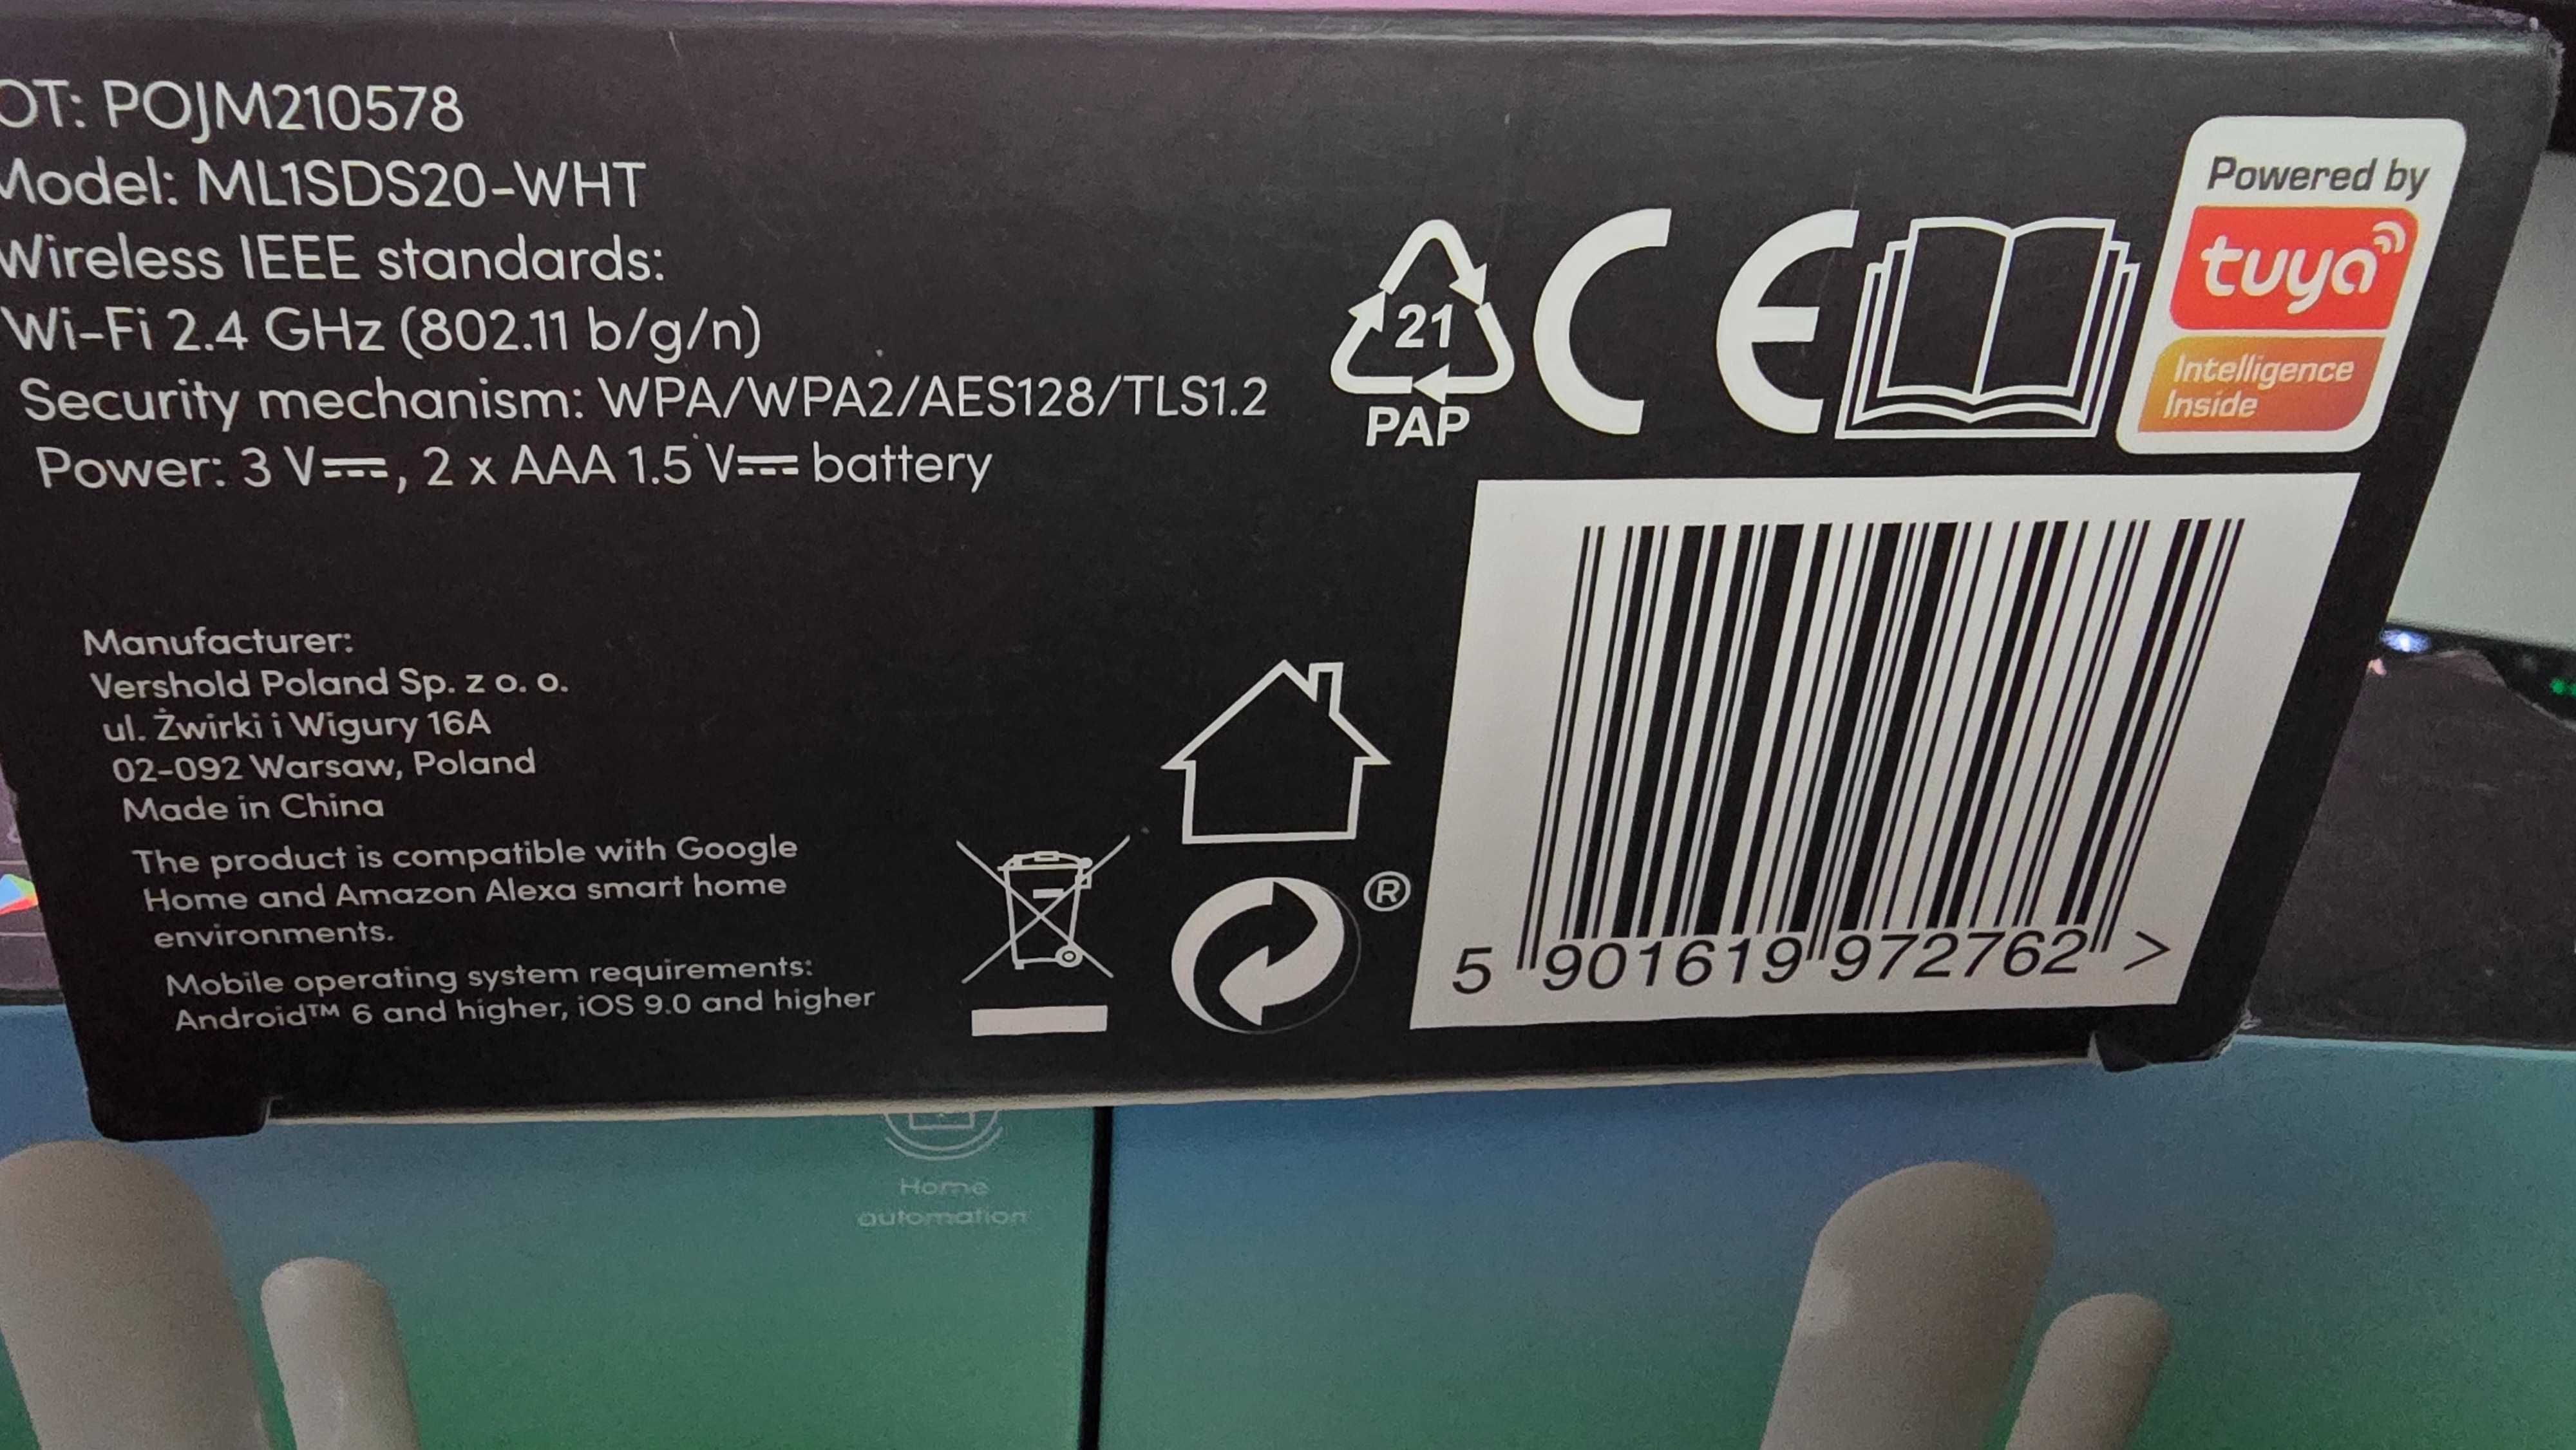 OT: POJM210578
Model: ML1SDS20-WHT
Wireless IEEE standards:
Wi-Fi 2.4 GHz (802.11 b/g/n)
Security mechanism: WPA/WPA2/AES128/TLS1.2
Power: 3 V⎓, 2 x AAA 1.5 V⎓ battery
Manufacturer:
Vershold Poland Sp. z o. o.
ul. Żwirki i Wigury 16A
02-092 Warsaw, Poland
Made in China
The product is compatible with Google
Home and Amazon Alexa smart home
environments.
Mobile operating system requirements:
Android™ 6 and higher, iOS 9.0 and higher
21
PAP
CE
Powered by
tuya
Intelligence
Inside
®
5 901619 972762 >
Home
automation